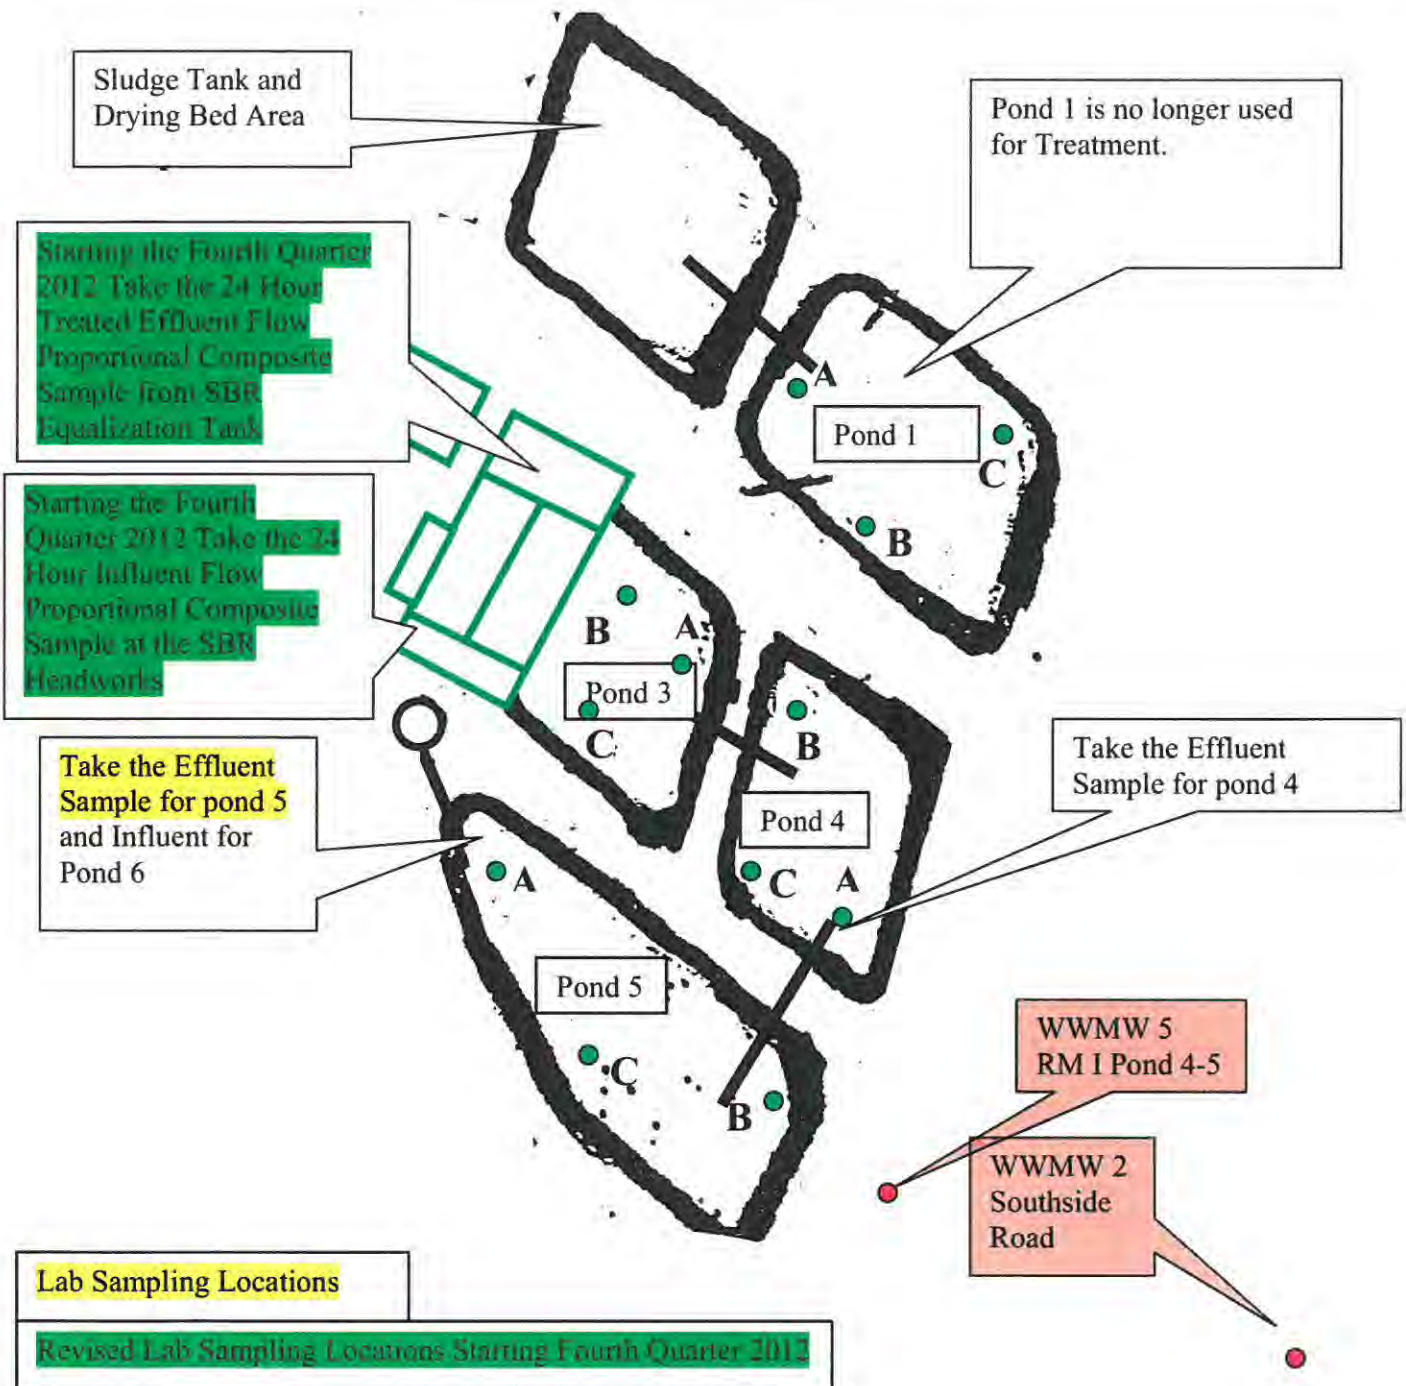 Sludge Tank and
Drying Bed Area
Pond 1 is no longer used
for Treatment.
Starting the Fourth Quarter
2012 Take the 24 Hour
Treated Effluent Flow
Proportional Composite
Sample from SBR
Equalization Tank
A
Pond 1
C
B
Starting the Fourth
Quarter 2012 Take the 24
Hour Influent Flow
Proportional Composite
Sample at the SBR
Headworks
B
A
Pond 3
C
B
Take the Effluent
Sample for pond 4
Take the Effluent
Sample for pond 5
and Influent for
Pond 6
Pond 4
C
A
A
Pond 5
C
B
WWMW 5
RM I Pond 4-5
WWMW 2
Southside
Road
Lab Sampling Locations
Revised Lab Sampling Locations Starting Fourth Quarter 2012